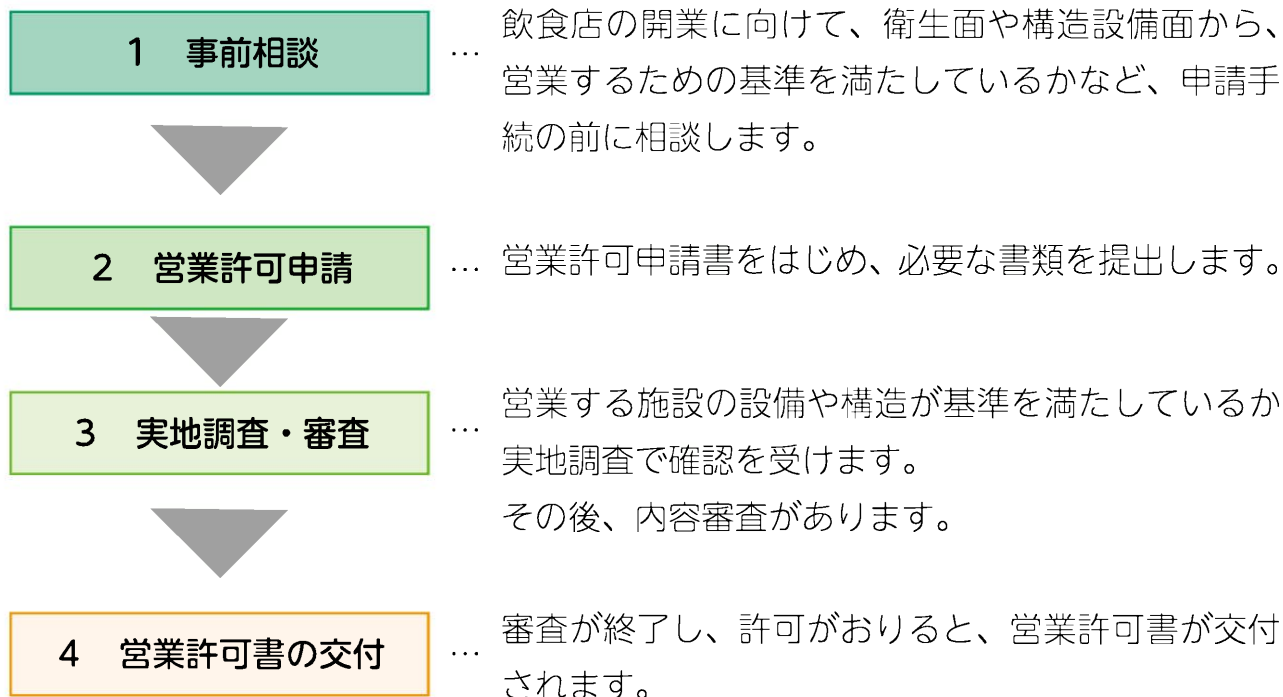 1 事前相談
… 飲食店の開業に向けて、衛生面や構造設備面から、
営業するための基準を満たしているかなど、申請手
続の前に相談します。
2 営業許可申請
… 営業許可申請書をはじめ、必要な書類を提出します。
3 実地調査・審査
… 営業する施設の設備や構造が基準を満たしているか
実地調査で確認を受けます。
その後、内容審査があります。
4 営業許可書の交付
… 審査が終了し、許可がおりると、営業許可書が交付
されます。